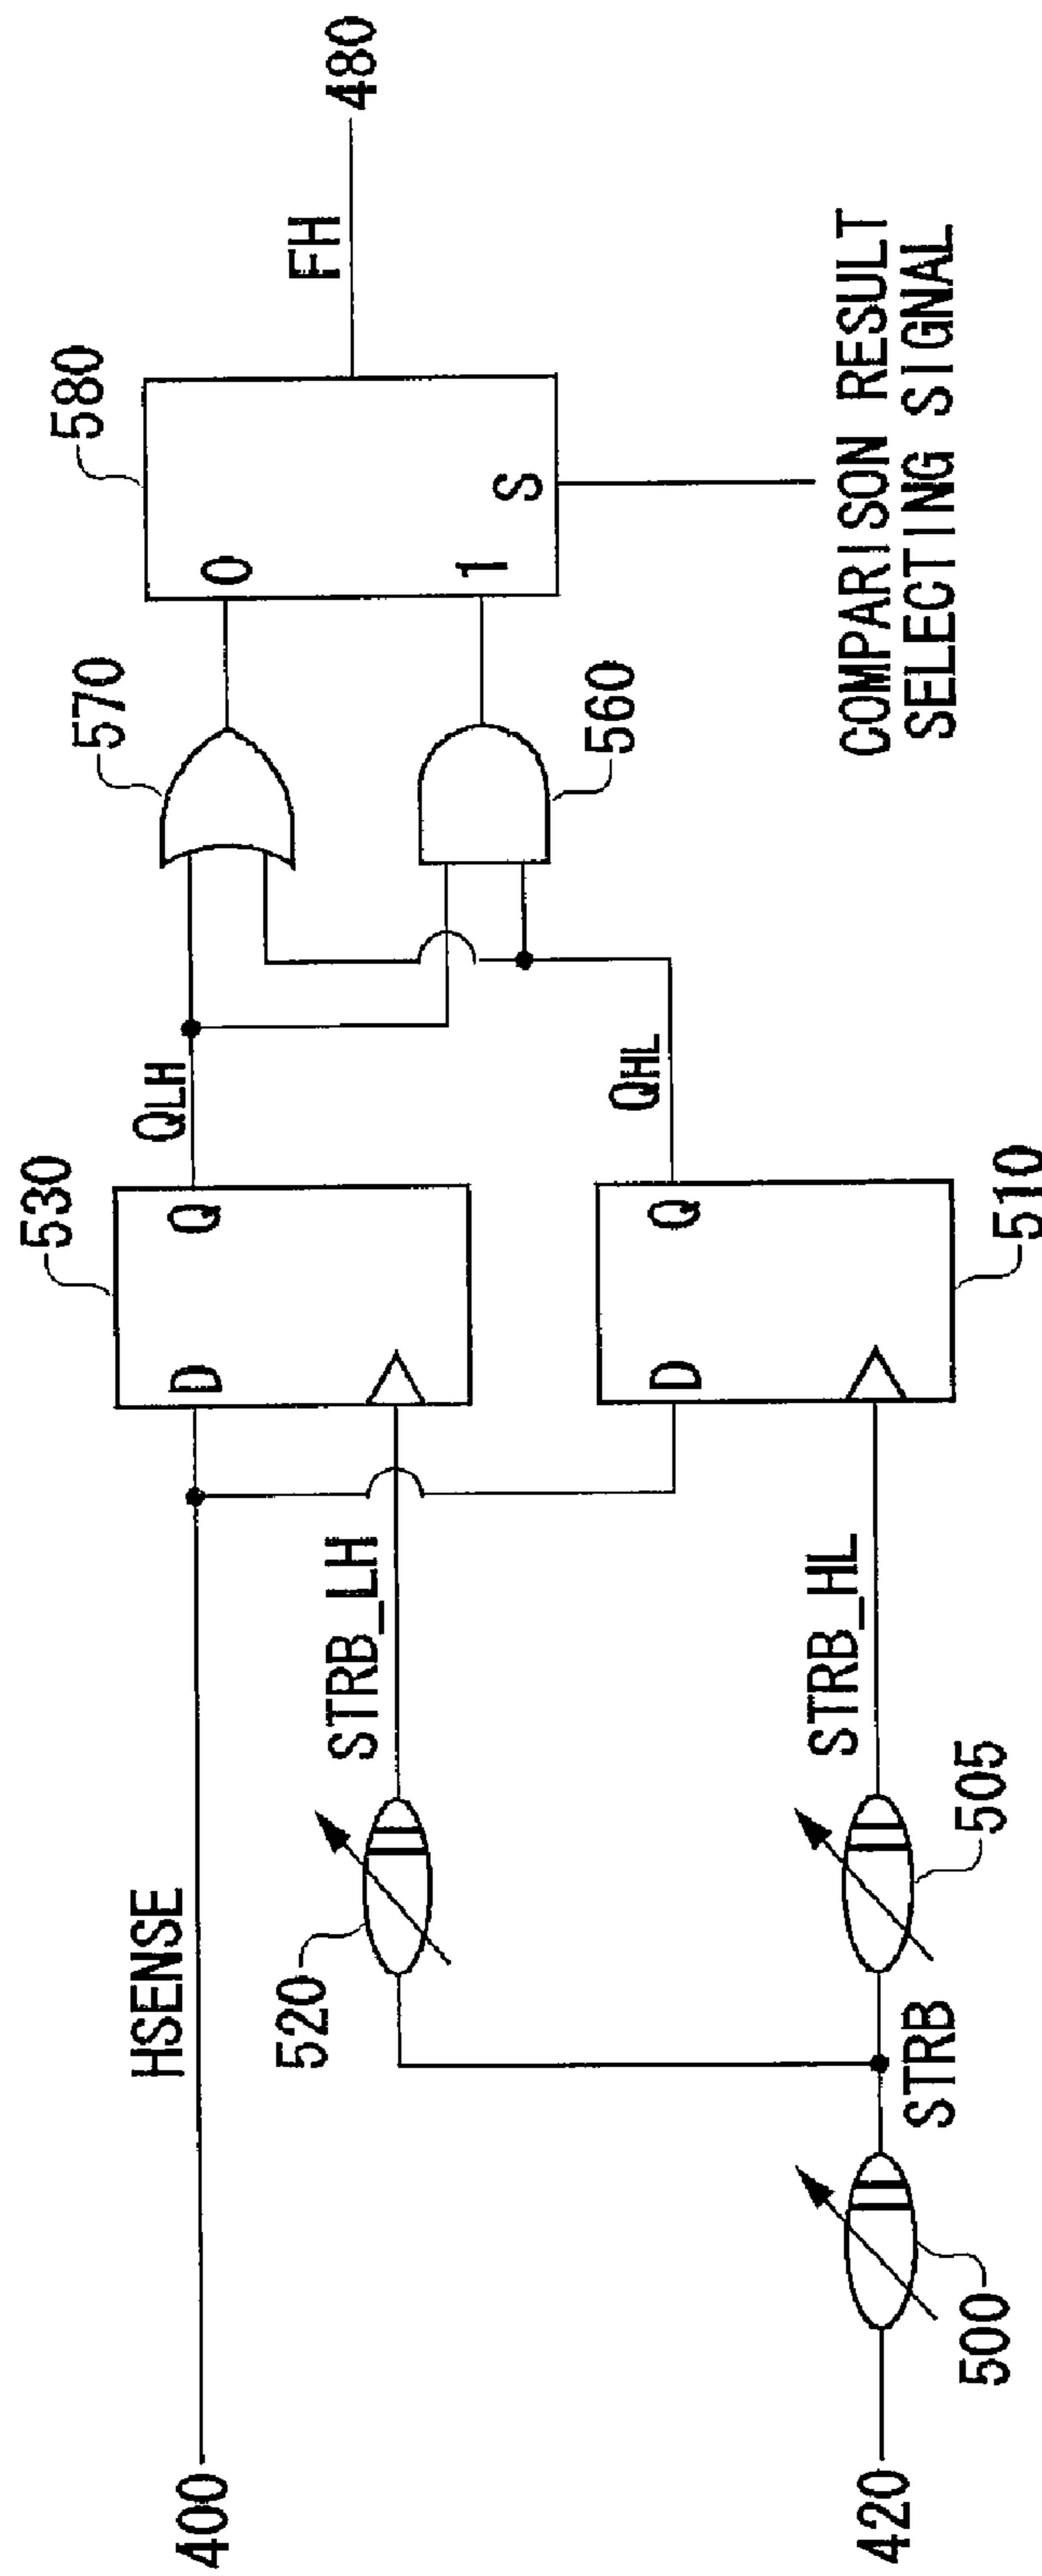 400
HSENSE
530
D
Q
QLH
570
580
0
1
S
FH
480
520
STRB_LH
560
COMPARISON RESULT
SELECTING SIGNAL
D
Q
QHL
510
STRB_HL
505
STRB
500
420